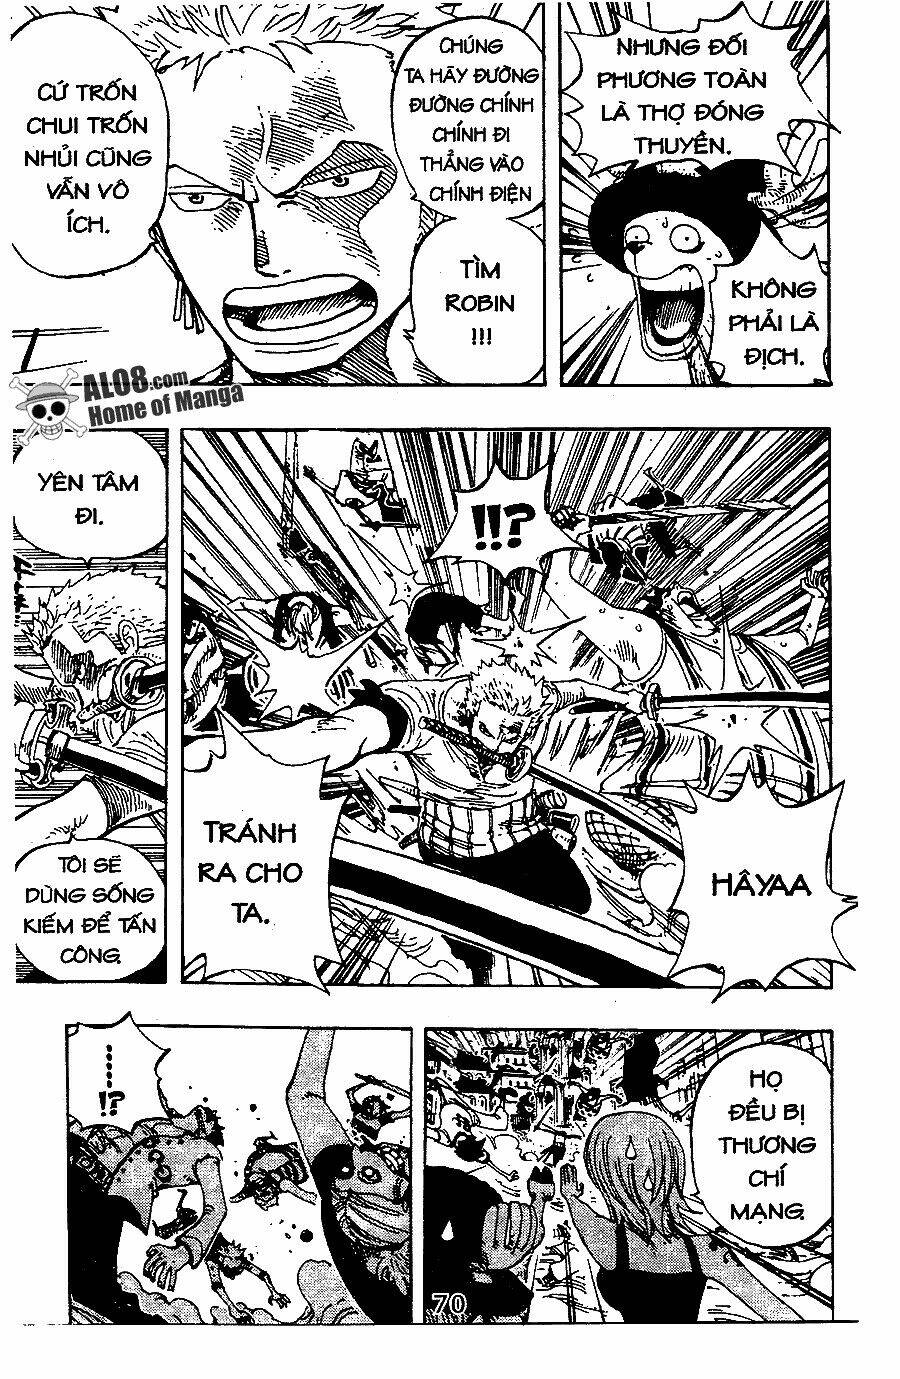 NHƯNG ĐỐI
PHƯƠNG TOÀN
LÀ THỢ ĐÓNG
THUYỀN.
KHÔNG
PHẢI LÀ
ĐỊCH.
CHÚNG
TA HÃY ĐƯỜNG
ĐƯỜNG CHÍNH
CHÍNH ĐI
THẲNG VÀO
CHÍNH ĐIỆN
TÌM
ROBIN
!!!
CỨ TRỐN
CHUI TRỐN
NHỦI CŨNG
VẪN VÔ
ÍCH.
ALO8.com
Home of Manga
!!?
HÂYAA
TRÁNH
RA CHO
TA.
YÊN TÂM
ĐI.
TÔI SẼ
DÙNG SỐNG
KIẾM ĐỂ TẤN
CÔNG.
HỌ
ĐỀU BỊ
THƯƠNG
CHÍ
MẠNG.
......
!?
70